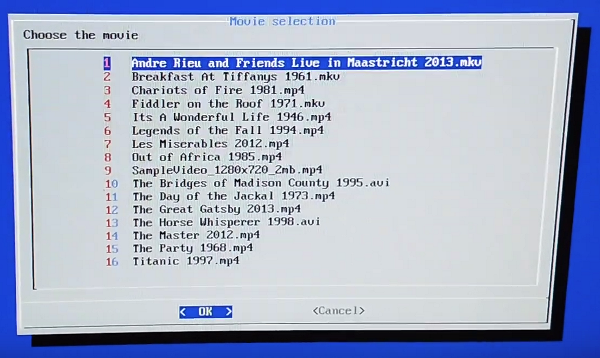 Movie selection
Choose the movie
1 Andre Rieu and Friends Live in Maastricht 2013.mkv
2 Breakfast At Tiffanys 1961.mkv
3 Chariots of Fire 1981.mp4
4 Fiddler on the Roof 1971.mkv
5 Its A Wonderful Life 1946.mp4
6 Legends of the Fall 1994.mp4
7 Les Miserables 2012.mp4
8 Out of Africa 1985.mp4
9 SampleVideo_1280x720_2mb.mp4
10 The Bridges of Madison County 1995.avi
11 The Day of the Jackal 1973.mp4
12 The Great Gatsby 2013.mp4
13 The Horse Whisperer 1998.avi
14 The Master 2012.mp4
15 The Party 1968.mp4
16 Titanic 1997.mp4
< OK > <Cancel>